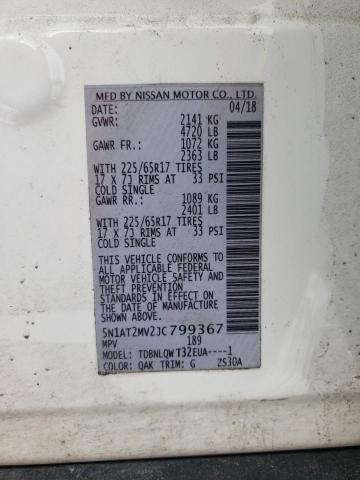 MFD BY NISSAN MOTOR CO., LTD.
DATE: 04/18
GVWR: 2141 KG
4720 LB
GAWR FR: 1072 KG
2363 LB
WITH 225/65R17 TIRES
17 X 7J RIMS AT 33 PSI
COLD SINGLE
GAWR RR: 1089 KG
2401 LB
WITH 225/65R17 TIRES
17 X 7J RIMS AT 33 PSI
COLD SINGLE
THIS VEHICLE CONFORMS TO
ALL APPLICABLE FEDERAL
MOTOR VEHICLE SAFETY
AND THEFT PREVENTION
STANDARDS IN EFFECT ON
THE DATE OF MANUFACTURE
SHOWN ABOVE.
5N1AT2MV2JC799367
MPV 189
MODEL: TDBNLQWT32EUA----1
COLOR: QAK TRIM: G ZS30A